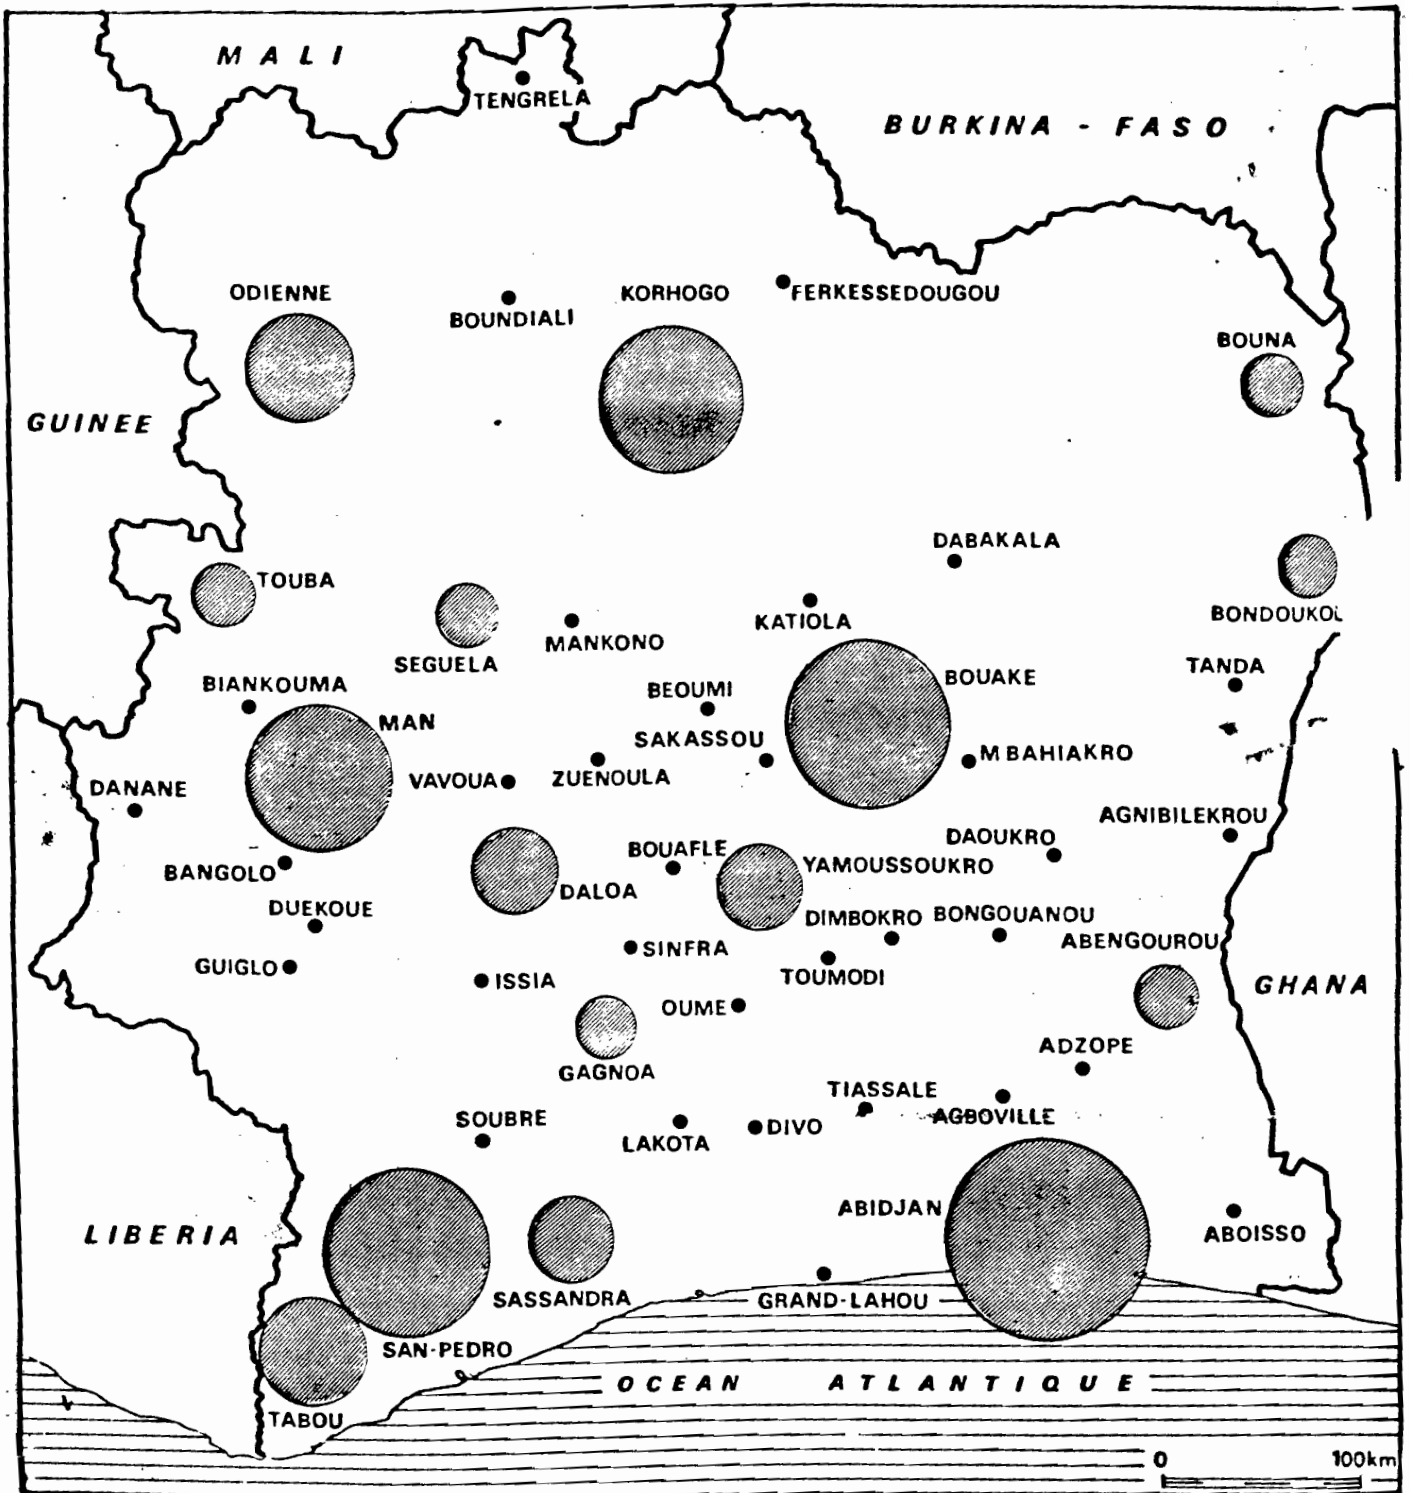 MALI
TENGRELA
BURKINA - FASO
ODIENNE
BOUNDIALI
KORHOGO
FERKESSEDOUGOU
BOUNA
GUINEE
DABAKALA
TOUBA
KATIOLA
BONDOUKOU
SEGUELA
MANKONO
BIANKOUMA
BEOUMI
BOUAKE
TANDA
MAN
SAKASSOU
M BAHIAKRO
DANANE
VAVOUA
ZUENOULA
AGNIBILEKROU
BANGOLO
BOUAFLE
YAMOUSSOUKRO
DAOUKRO
DALOA
DUEKOUE
DIMBOKRO
BONGOUANOU
ABENGOUROU
SINFRA
GUIGLO
ISSIA
TOUMODI
GHANA
OUME
ADZOPE
GAGNOA
TIASSALE
AGBOVILLE
SOUBRE
LAKOTA
DIVO
LIBERIA
ABIDJAN
ABOISSO
SASSANDRA
GRAND-LAHOU
SAN-PEDRO
OCEAN ATLANTIQUE
TABOU
0 100km